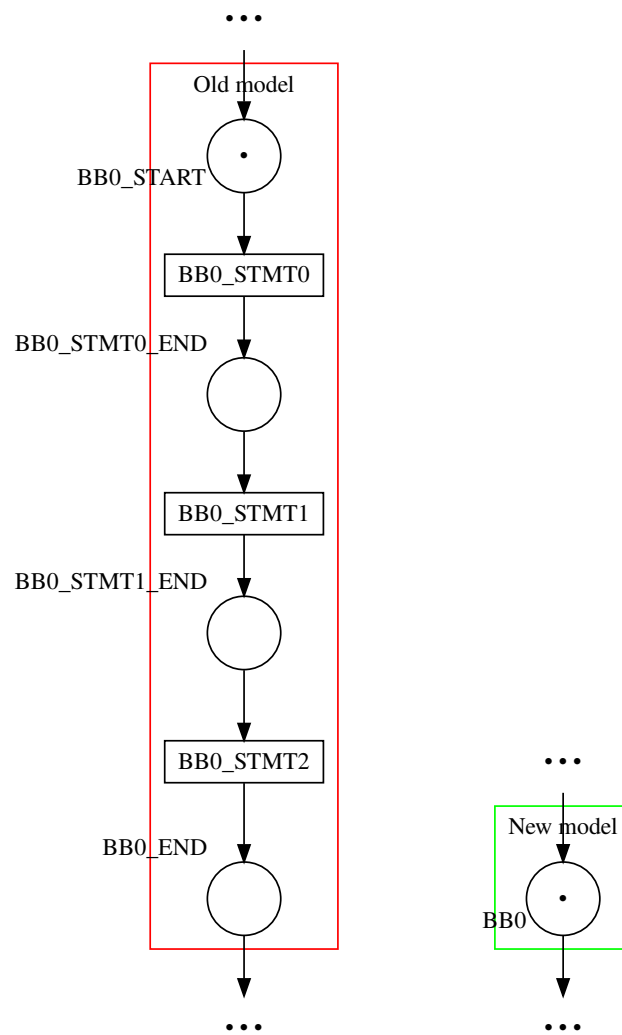 ...
Old model
BB0_START
BB0_STMT0
BB0_STMT0_END
BB0_STMT1
BB0_STMT1_END
BB0_STMT2
BB0_END
...
...
New model
BB0
...